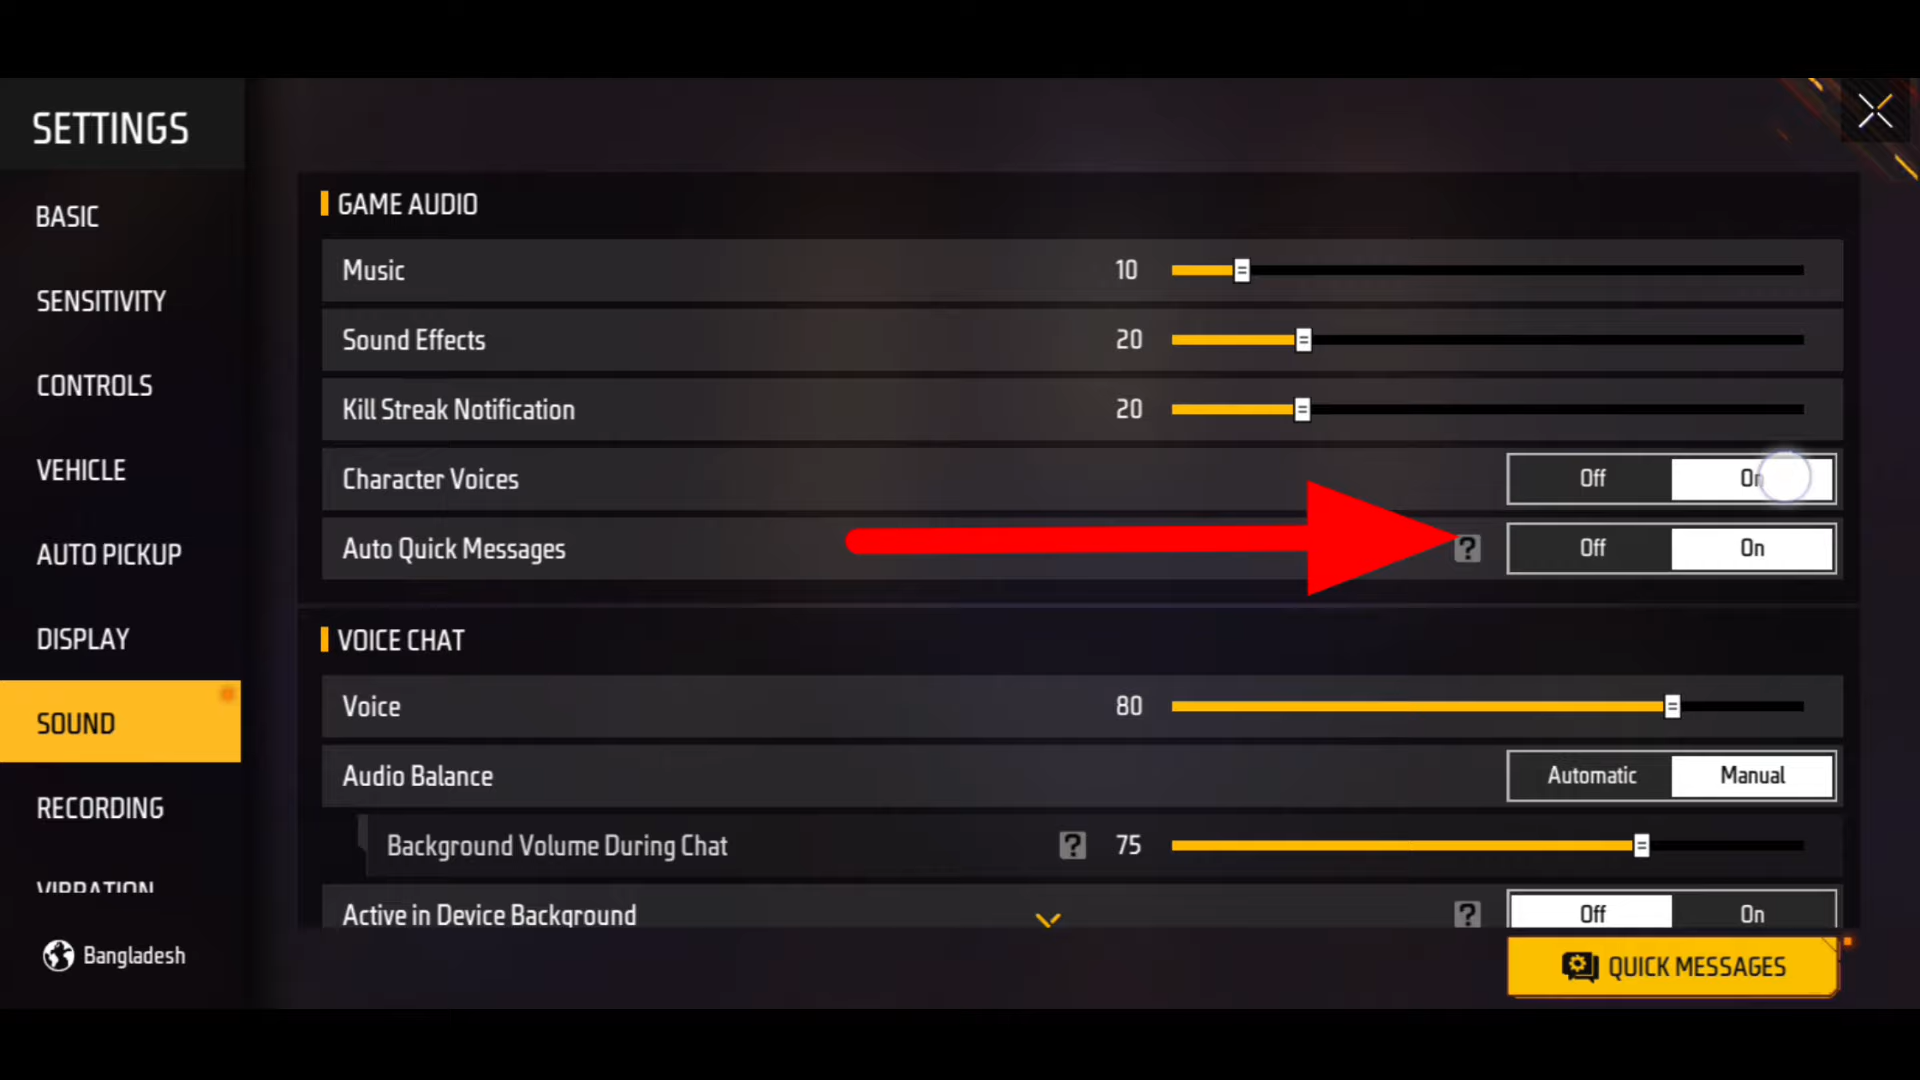 SETTINGS
BASIC
SENSITIVITY
CONTROLS
VEHICLE
AUTO PICKUP
DISPLAY
SOUND
RECORDING
VIBRATION
Bangladesh
GAME AUDIO
Music 10
Sound Effects 20
Kill Streak Notification 20
Character Voices Off On
Auto Quick Messages ? Off On
VOICE CHAT
Voice 80
Audio Balance Automatic Manual
Background Volume During Chat ? 75
Active in Device Background ? Off On
QUICK MESSAGES